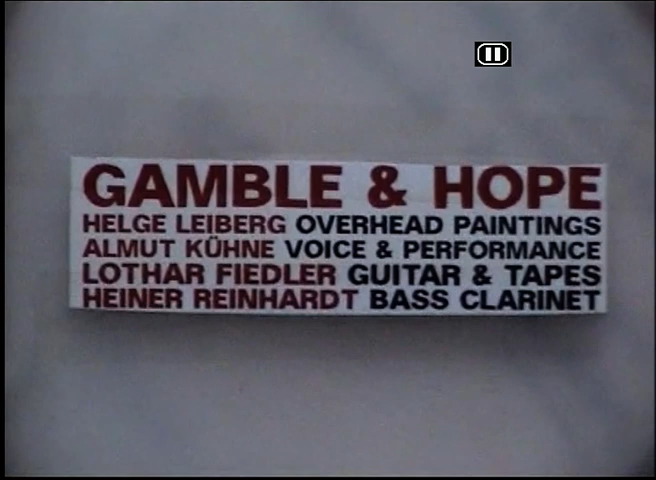 GAMBLE & HOPE
HELGE LEIBERG OVERHEAD PAINTINGS
ALMUT KÜHNE VOICE & PERFORMANCE
LOTHAR FIEDLER GUITAR & TAPES
HEINER REINHARDT BASS CLARINET